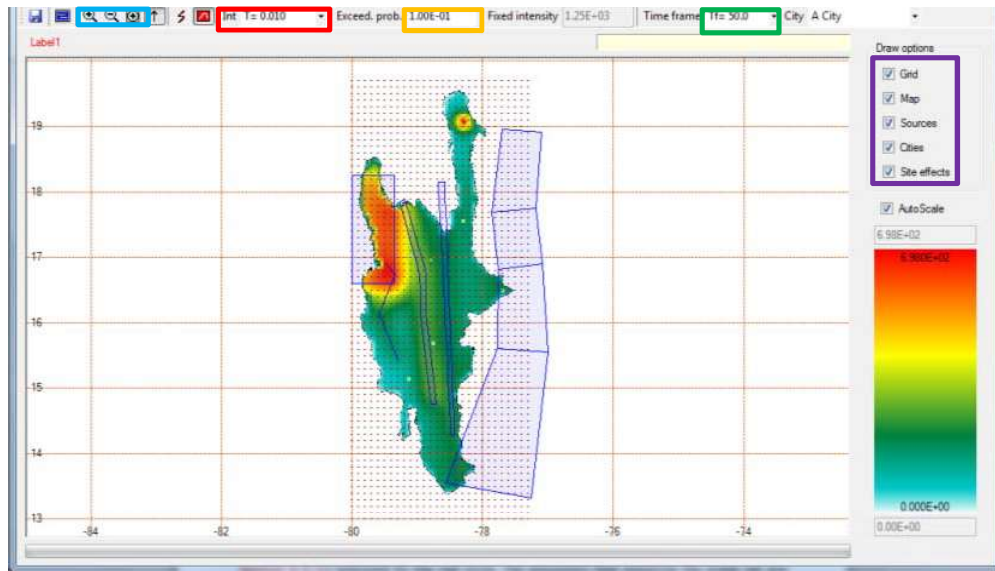 Int T= 0.010 Exceed. prob. 1.00E-01 Fixed intensity 1.25E+03 Time frame Tf= 50.0 City A City
Label1
Draw options
Grid
Map
Sources
Cities
Site effects
AutoScale
6.98E+02
6.980E+02
0.000E+00
0.00E+00
19
18
17
16
15
14
13
-84 -82 -80 -78 -76 -74